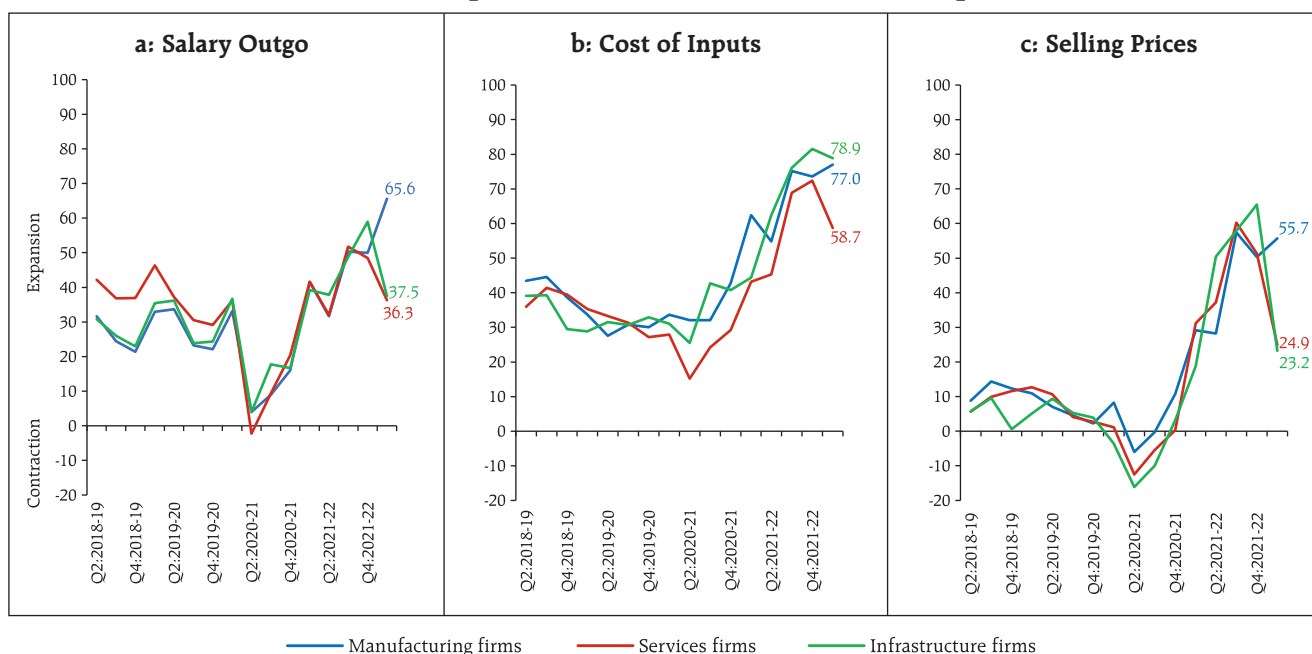 a: Salary Outgo
Expansion
Contraction
100
90
80
70
60
50
40
30
20
10
0
-10
-20
65.6
37.5
36.3
Q2:2018-19
Q4:2018-19
Q2:2019-20
Q4:2019-20
Q2:2020-21
Q4:2020-21
Q2:2021-22
Q4:2021-22
b: Cost of Inputs
100
90
80
70
60
50
40
30
20
10
0
-10
-20
78.9
77.0
58.7
Q2:2018-19
Q4:2018-19
Q2:2019-20
Q4:2019-20
Q2:2020-21
Q4:2020-21
Q2:2021-22
Q4:2021-22
c: Selling Prices
100
90
80
70
60
50
40
30
20
10
0
-10
-20
55.7
24.9
23.2
Q2:2018-19
Q4:2018-19
Q2:2019-20
Q4:2019-20
Q2:2020-21
Q4:2020-21
Q2:2021-22
Q4:2021-22
Manufacturing firms Services firms Infrastructure firms